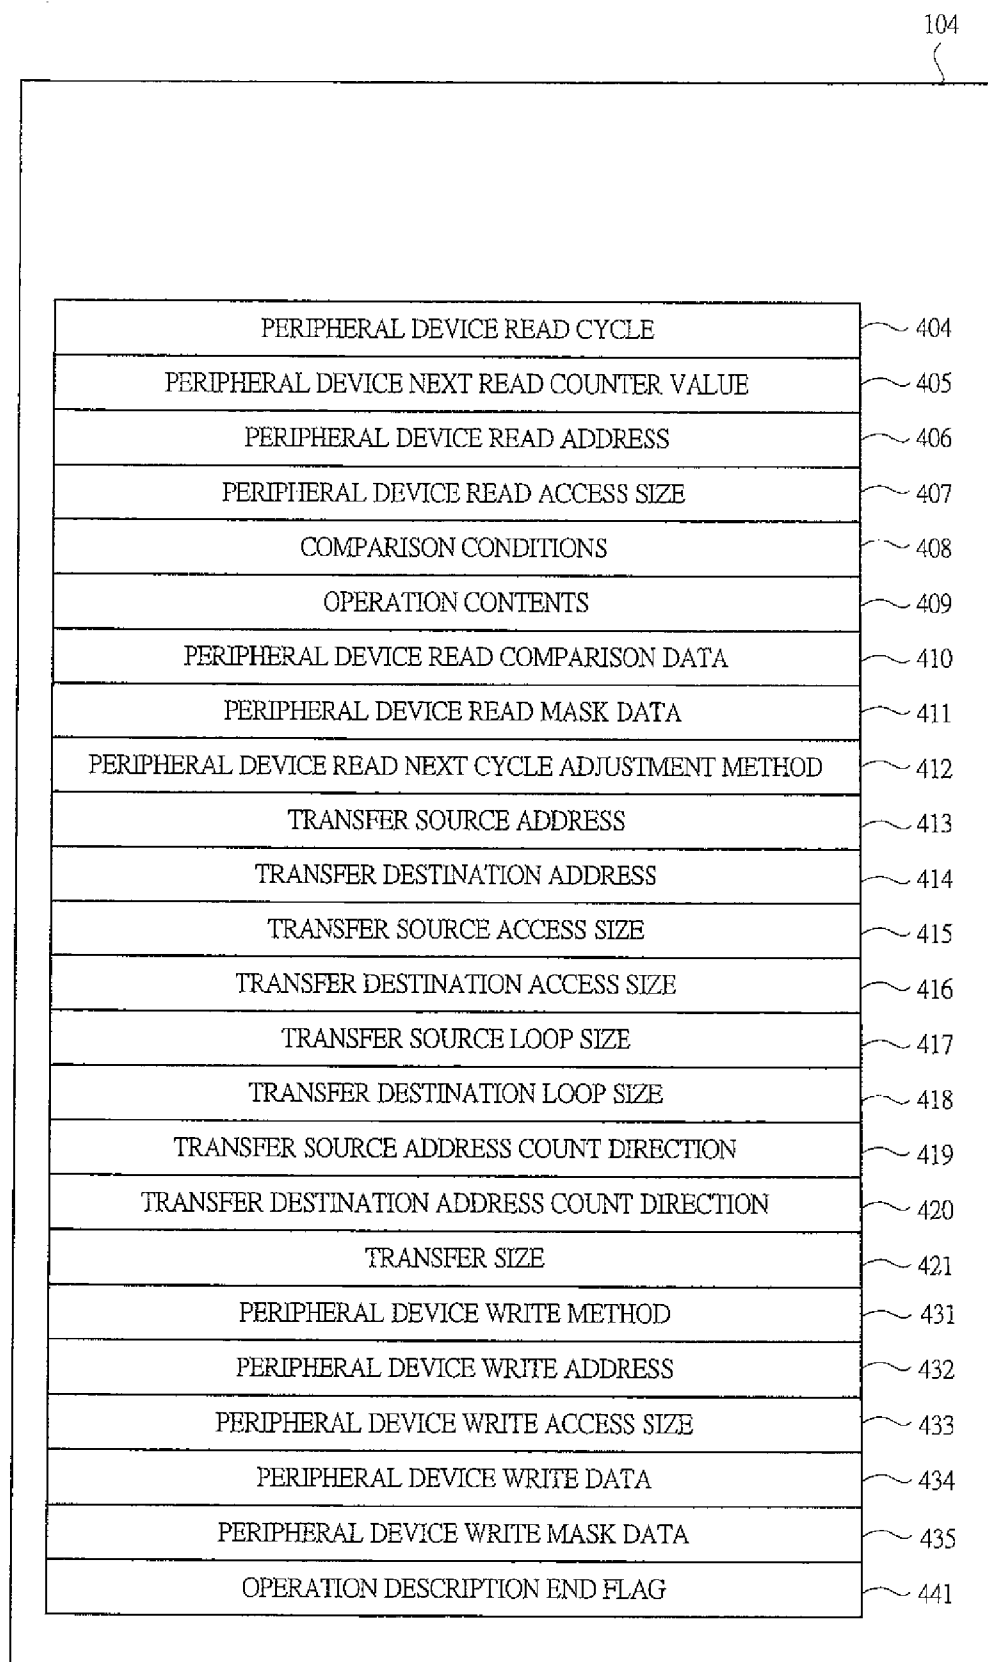 104
PERIPHERAL DEVICE READ CYCLE 404
PERIPHERAL DEVICE NEXT READ COUNTER VALUE 405
PERIPHERAL DEVICE READ ADDRESS 406
PERIPHERAL DEVICE READ ACCESS SIZE 407
COMPARISON CONDITIONS 408
OPERATION CONTENTS 409
PERIPHERAL DEVICE READ COMPARISON DATA 410
PERIPHERAL DEVICE READ MASK DATA 411
PERIPHERAL DEVICE READ NEXT CYCLE ADJUSTMENT METHOD 412
TRANSFER SOURCE ADDRESS 413
TRANSFER DESTINATION ADDRESS 414
TRANSFER SOURCE ACCESS SIZE 415
TRANSFER DESTINATION ACCESS SIZE 416
TRANSFER SOURCE LOOP SIZE 417
TRANSFER DESTINATION LOOP SIZE 418
TRANSFER SOURCE ADDRESS COUNT DIRECTION 419
TRANSFER DESTINATION ADDRESS COUNT DIRECTION 420
TRANSFER SIZE 421
PERIPHERAL DEVICE WRITE METHOD 431
PERIPHERAL DEVICE WRITE ADDRESS 432
PERIPHERAL DEVICE WRITE ACCESS SIZE 433
PERIPHERAL DEVICE WRITE DATA 434
PERIPHERAL DEVICE WRITE MASK DATA 435
OPERATION DESCRIPTION END FLAG 441